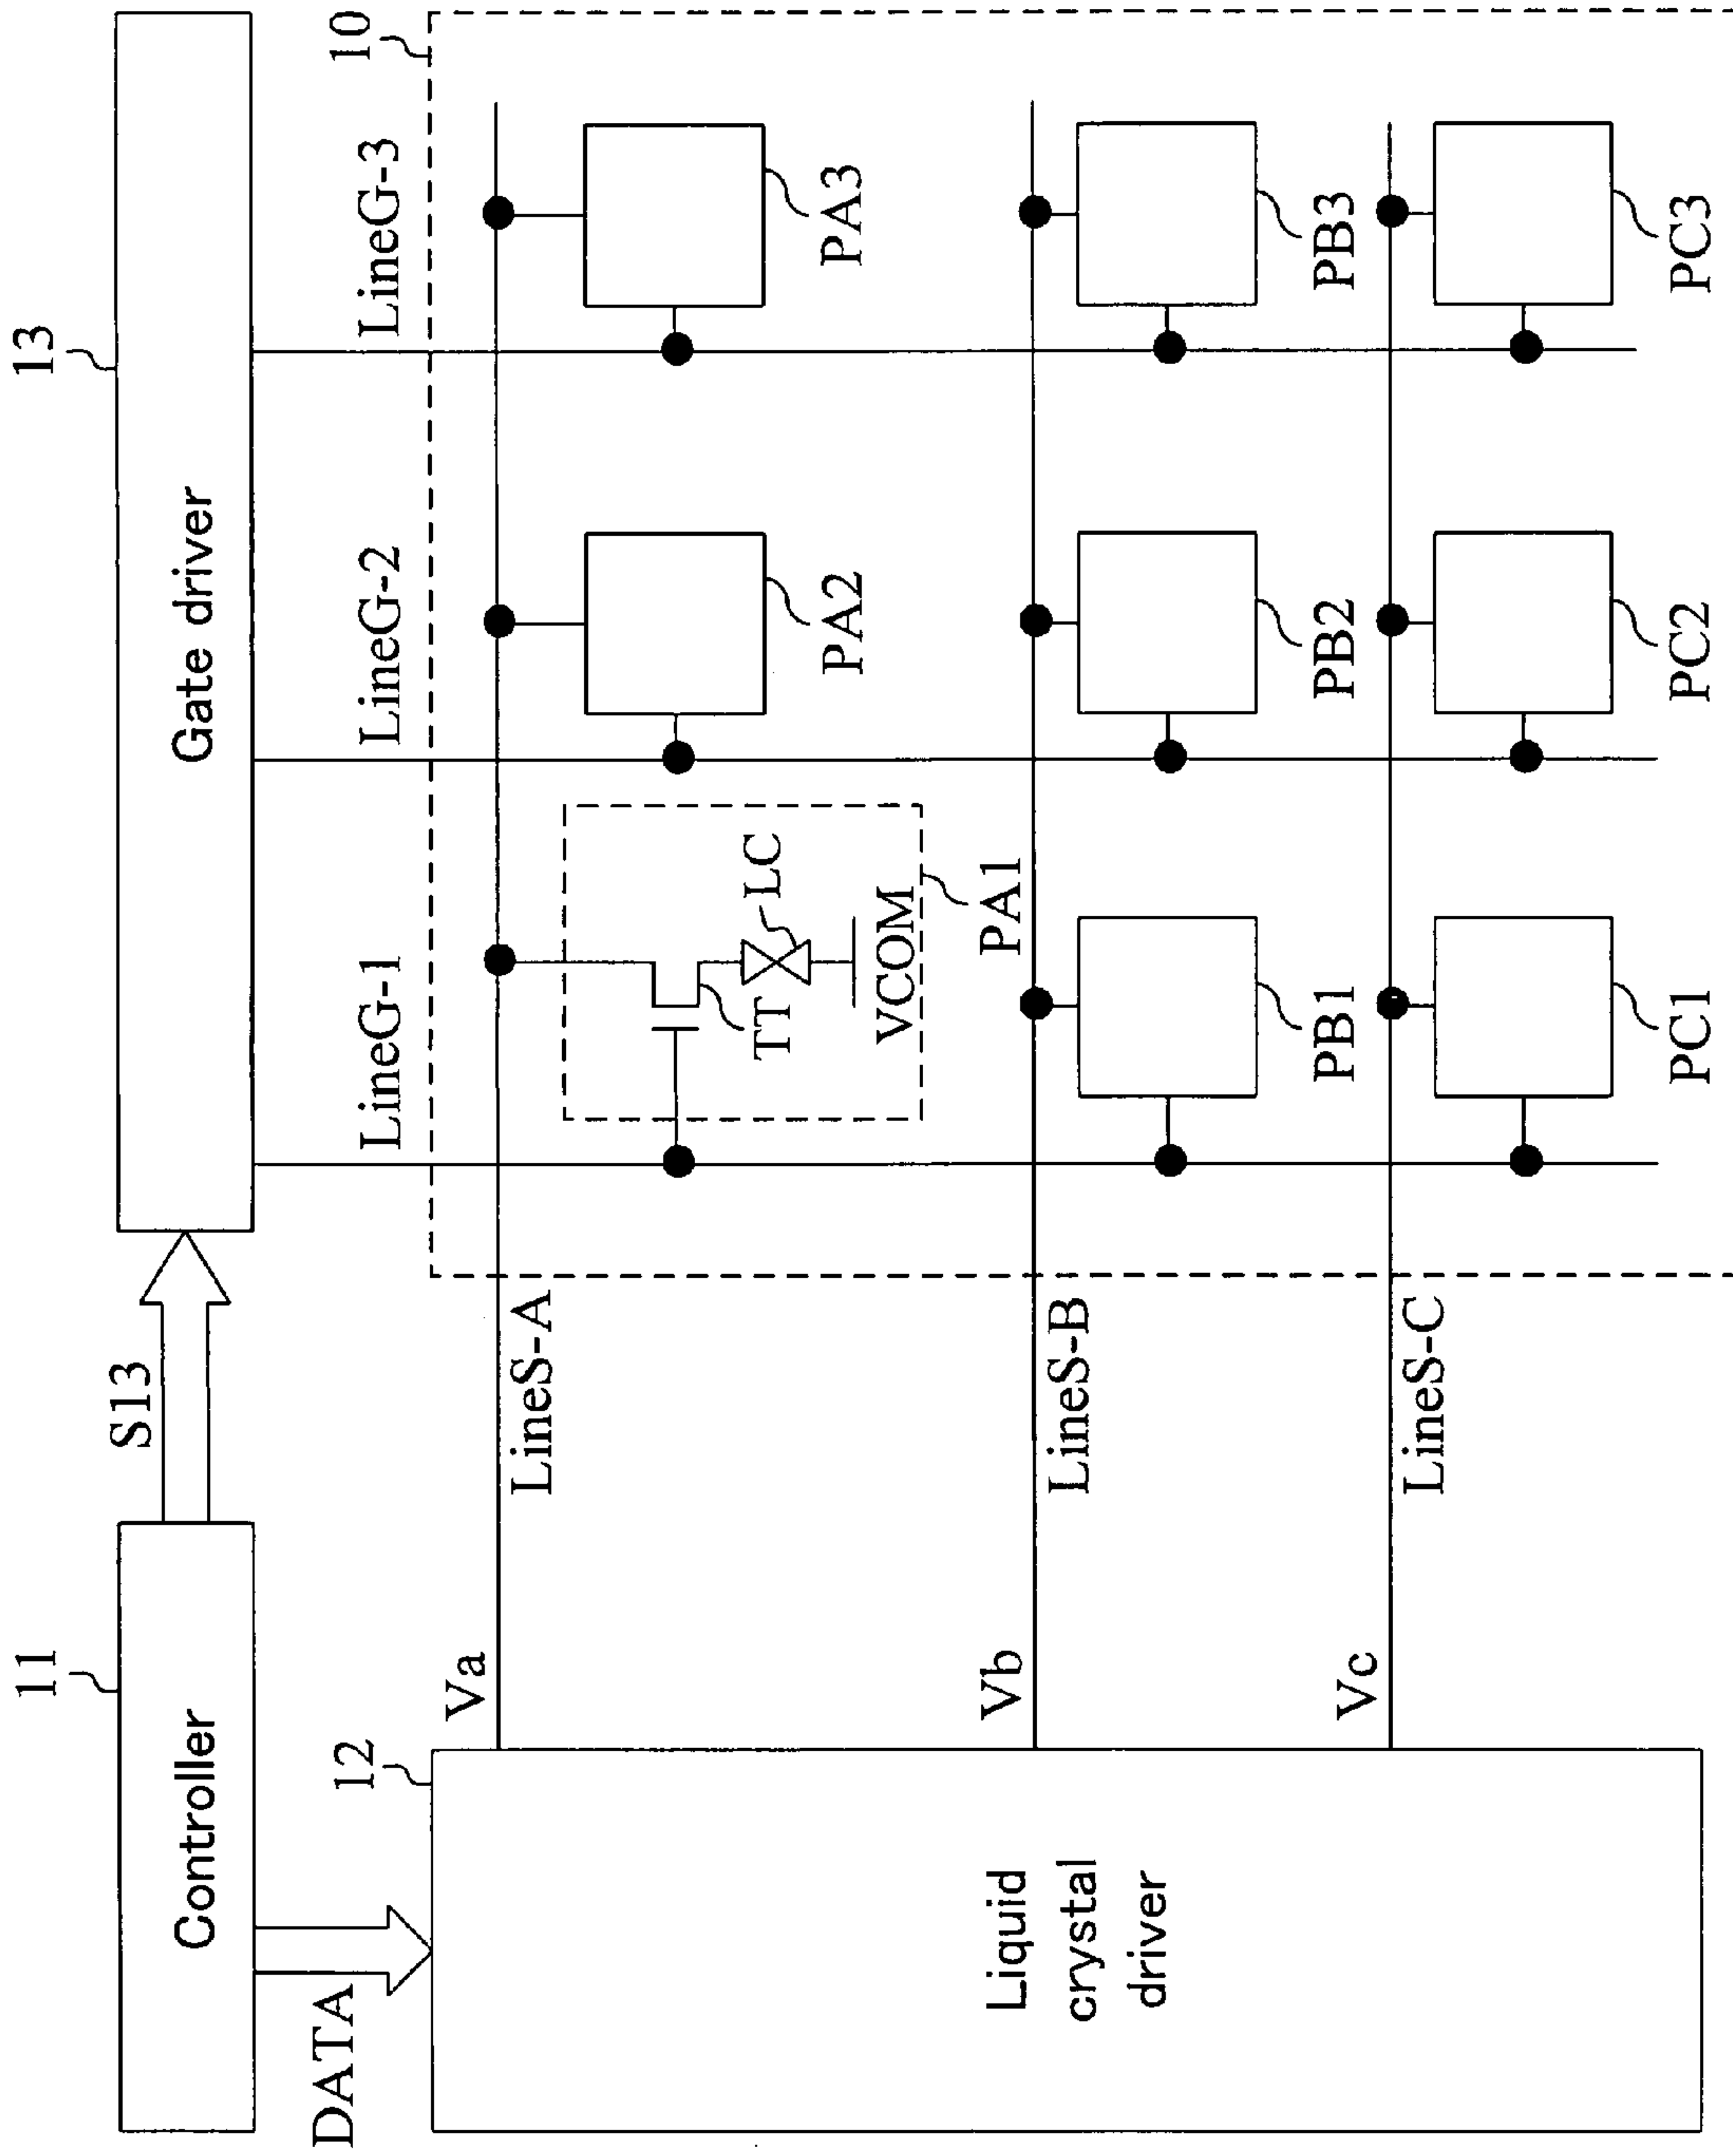 11
Controller
S13
13
Gate driver
DATA
12
Liquid
crystal
driver
Va
Vb
Vc
LineS-A
LineS-B
LineS-C
10
LineG-1
LineG-2
LineG-3
TT
LC
VCOM
PA1
PA2
PA3
PB1
PB2
PB3
PC1
PC2
PC3